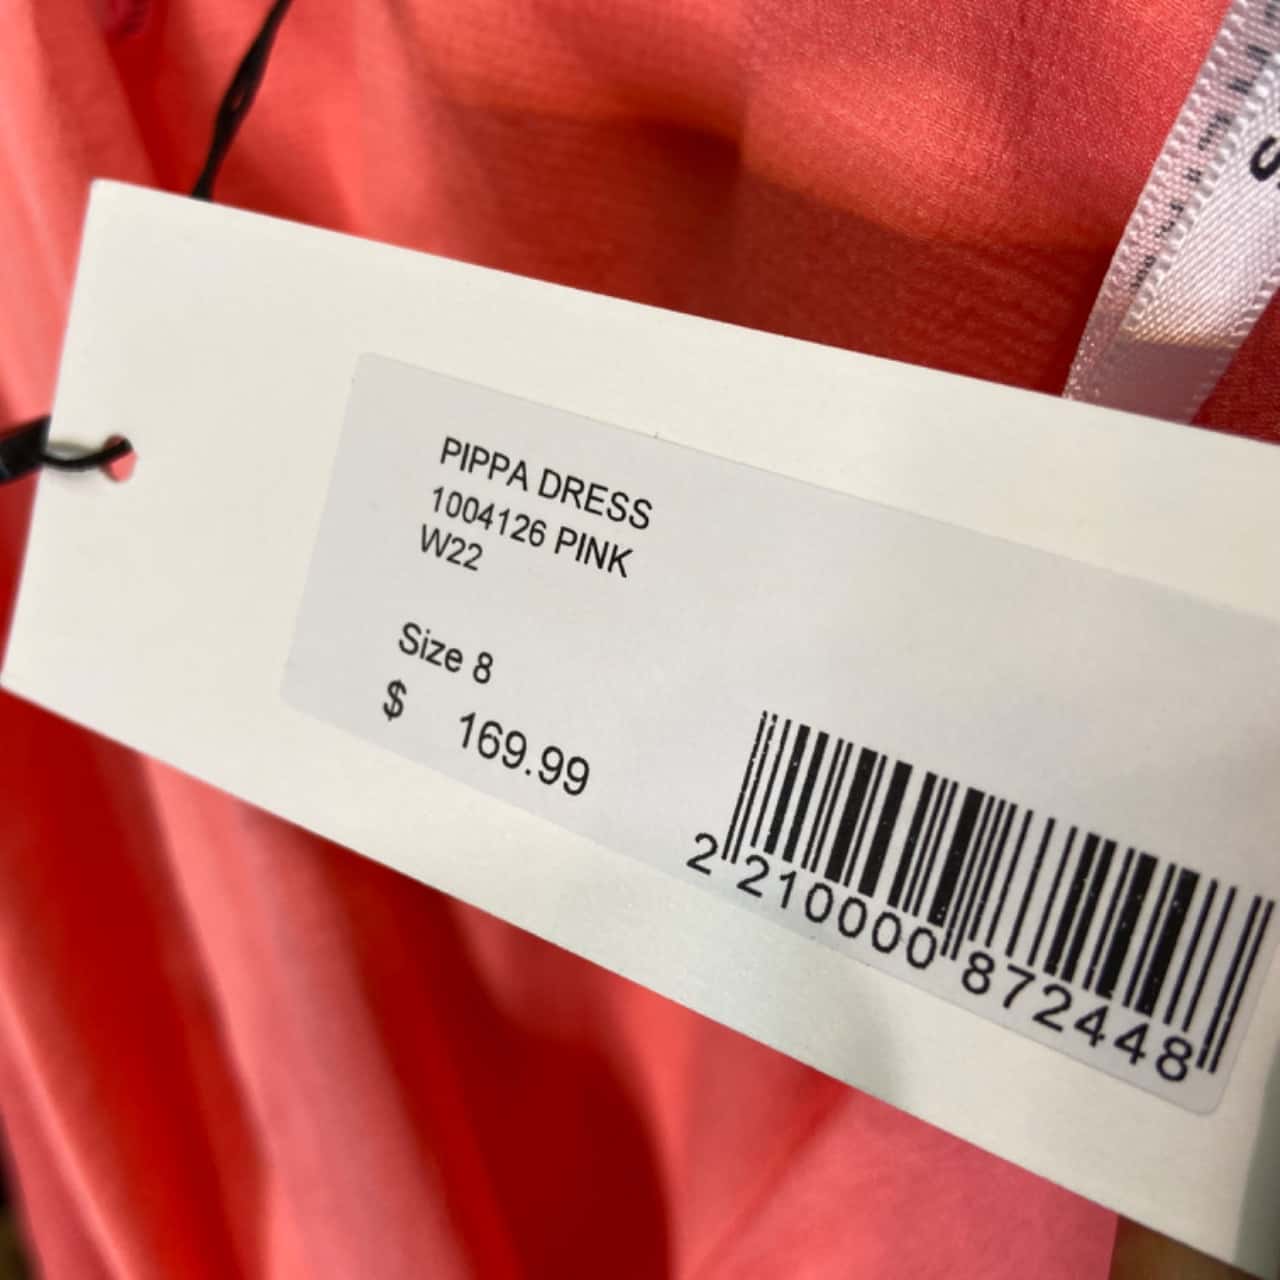 PIPPA DRESS
1004126 PINK
W22
Size 8
$ 169.99
2 210000 872448